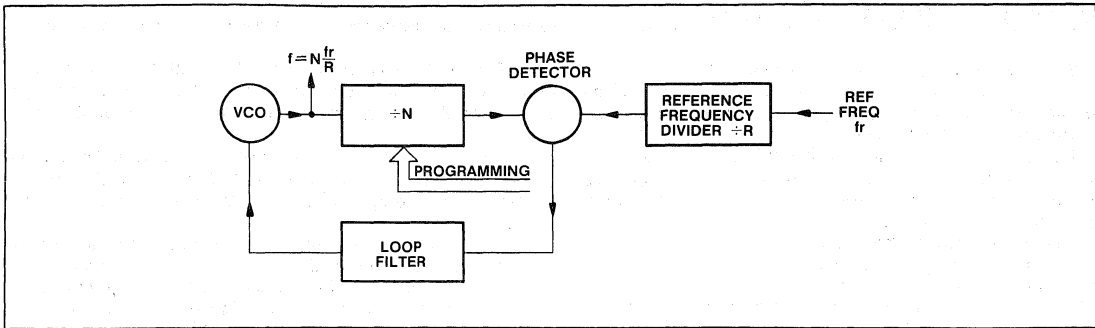 f=N fr/R
PHASE
DETECTOR
VCO
÷N
REFERENCE
FREQUENCY
DIVIDER ÷R
REF
FREQ
fr
PROGRAMMING
LOOP
FILTER